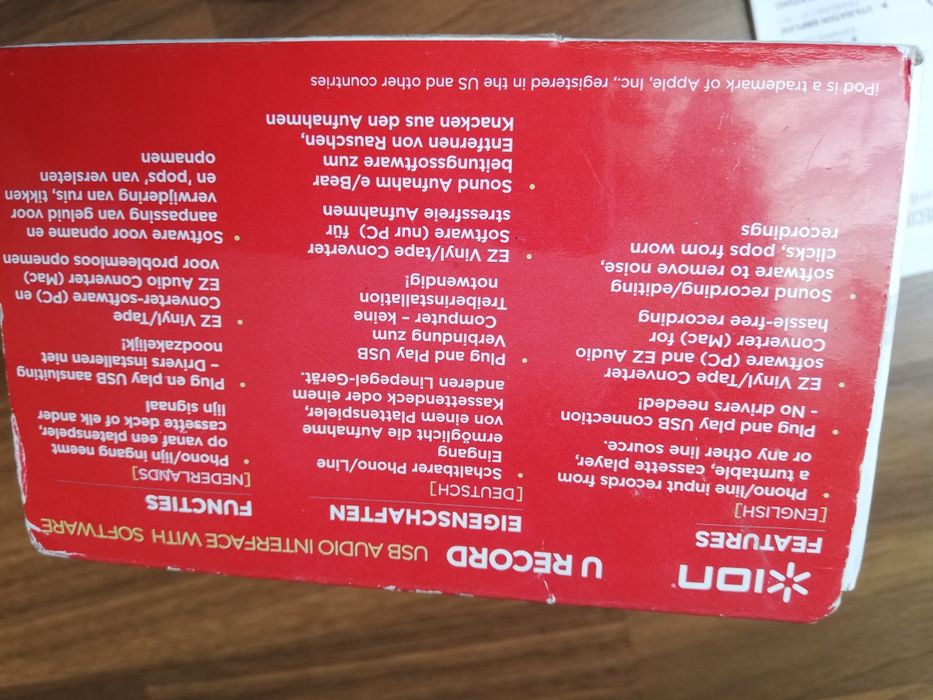 ion
U RECORD USB AUDIO INTERFACE WITH SOFTWARE
FEATURES
[ENGLISH]
• Phono/line input records from
a turntable, cassette player,
or any other line source.
• Plug and play USB connection
- No drivers needed!
• EZ Vinyl/Tape Converter
software (PC) and EZ Audio
Converter (Mac) for
hassle-free recording
• Sound recording/editing
software to remove noise,
clicks, pops from worn
recordings
EIGENSCHAFTEN
[DEUTSCH]
• Schaltbarer Phono/Line
Eingang
ermöglicht die Aufnahme
von einem Plattenspieler,
Kassettendeck oder einem
anderen Linepegel-Gerät.
• Plug and Play USB
Verbindung zum
Computer - keine
Treiberinstallation
notwendig!
• EZ Vinyl/tape Converter
Software (nur PC) für
stressfreie Aufnahmen
• Sound Aufnahm e/Bear
beitungssoftware zum
Entfernen von Rauschen,
Knacken aus den Aufnahmen
FUNCTIES
[NEDERLANDS]
• Phono/lijn ingang neemt
op vanaf een platenspeler,
cassette of deck of elk ander
lijn signaal
• Plug en play USB aansluiting
- Drivers installeren niet
noodzakelijk!
• EZ Vinyl/Tape
Converter-software (PC) en
EZ Audio Converter (Mac)
voor probleemloos opnamen
• Software voor opname en
aanpassing van geluid voor
verwijdering van ruis, tikken
en 'pops' van versleten
opnamen
iPod is a trademark of Apple, Inc., registered in the US and other countries